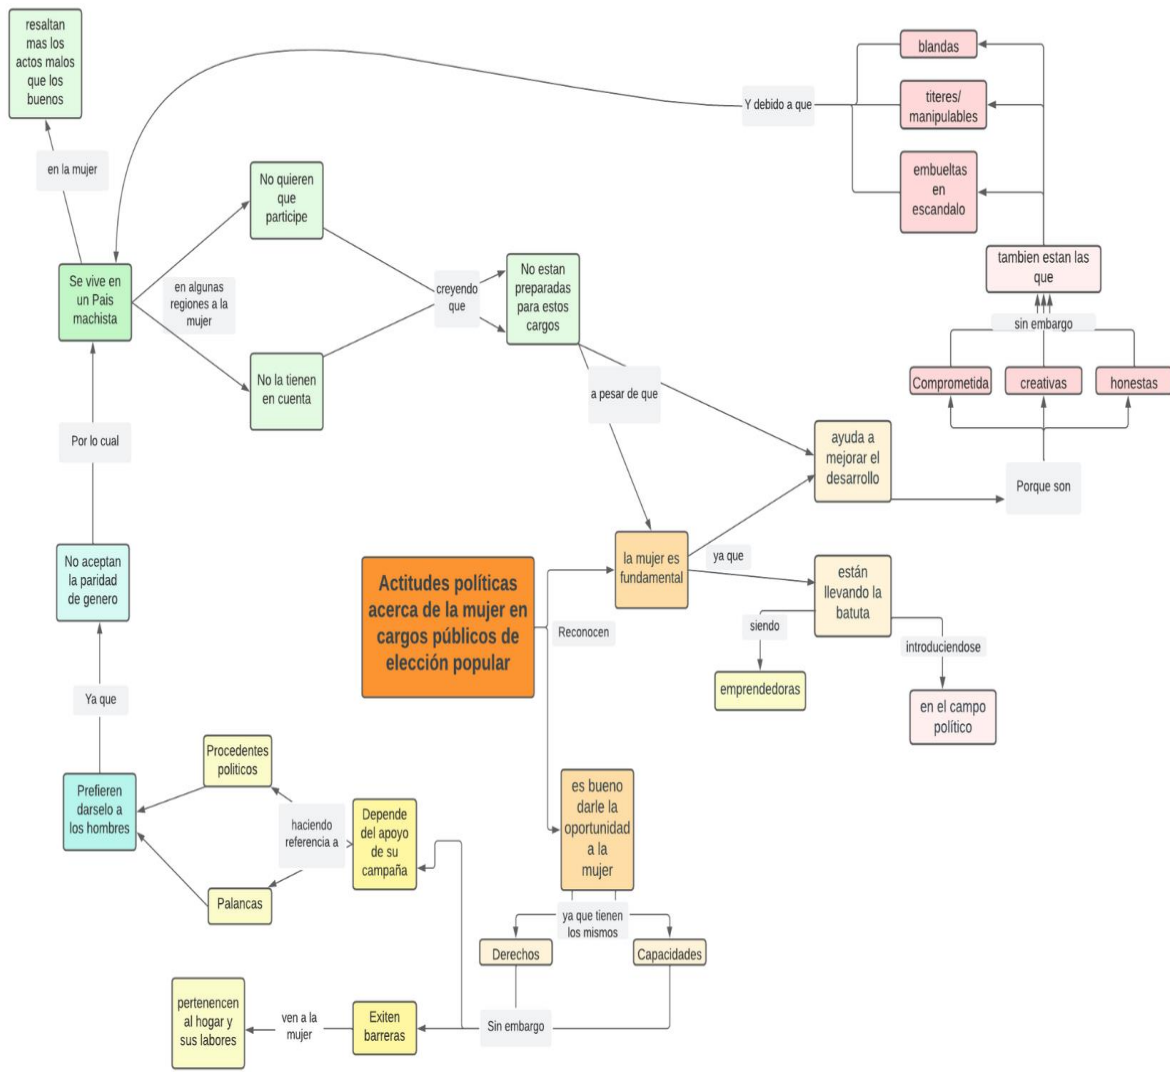 resaltan
mas los
actos malos
que los
buenos
en la mujer
Se vive en
un Pais
machista
en algunas
regiones a la
mujer
No quieren
que
participe
No la tienen
en cuenta
creyendo
que
No estan
preparadas
para estos
cargos
a pesar de que
Y debido a que
blandas
titeres/
manipulables
embueltas
en
escandalo
tambien estan las
que
sin embargo
Comprometida
creativas
honestas
Porque son
ayuda a
mejorar el
desarrollo
la mujer es
fundamental
ya que
están
llevando la
batuta
siendo
emprendedoras
introduciendose
en el campo
político
Actitudes políticas
acerca de la mujer en
cargos públicos de
elección popular
Reconocen
es bueno
darle la
oportunidad
a la
mujer
ya que tienen
los mismos
Derechos
Capacidades
Sin embargo
Exiten
barreras
ven a la
mujer
pertenencen
al hogar y
sus labores
Depende
del apoyo
de su
campaña
haciendo
referencia a
Procedentes
politicos
Palancas
Prefieren
darselo a
los hombres
Ya que
No aceptan
la paridad
de genero
Por lo cual